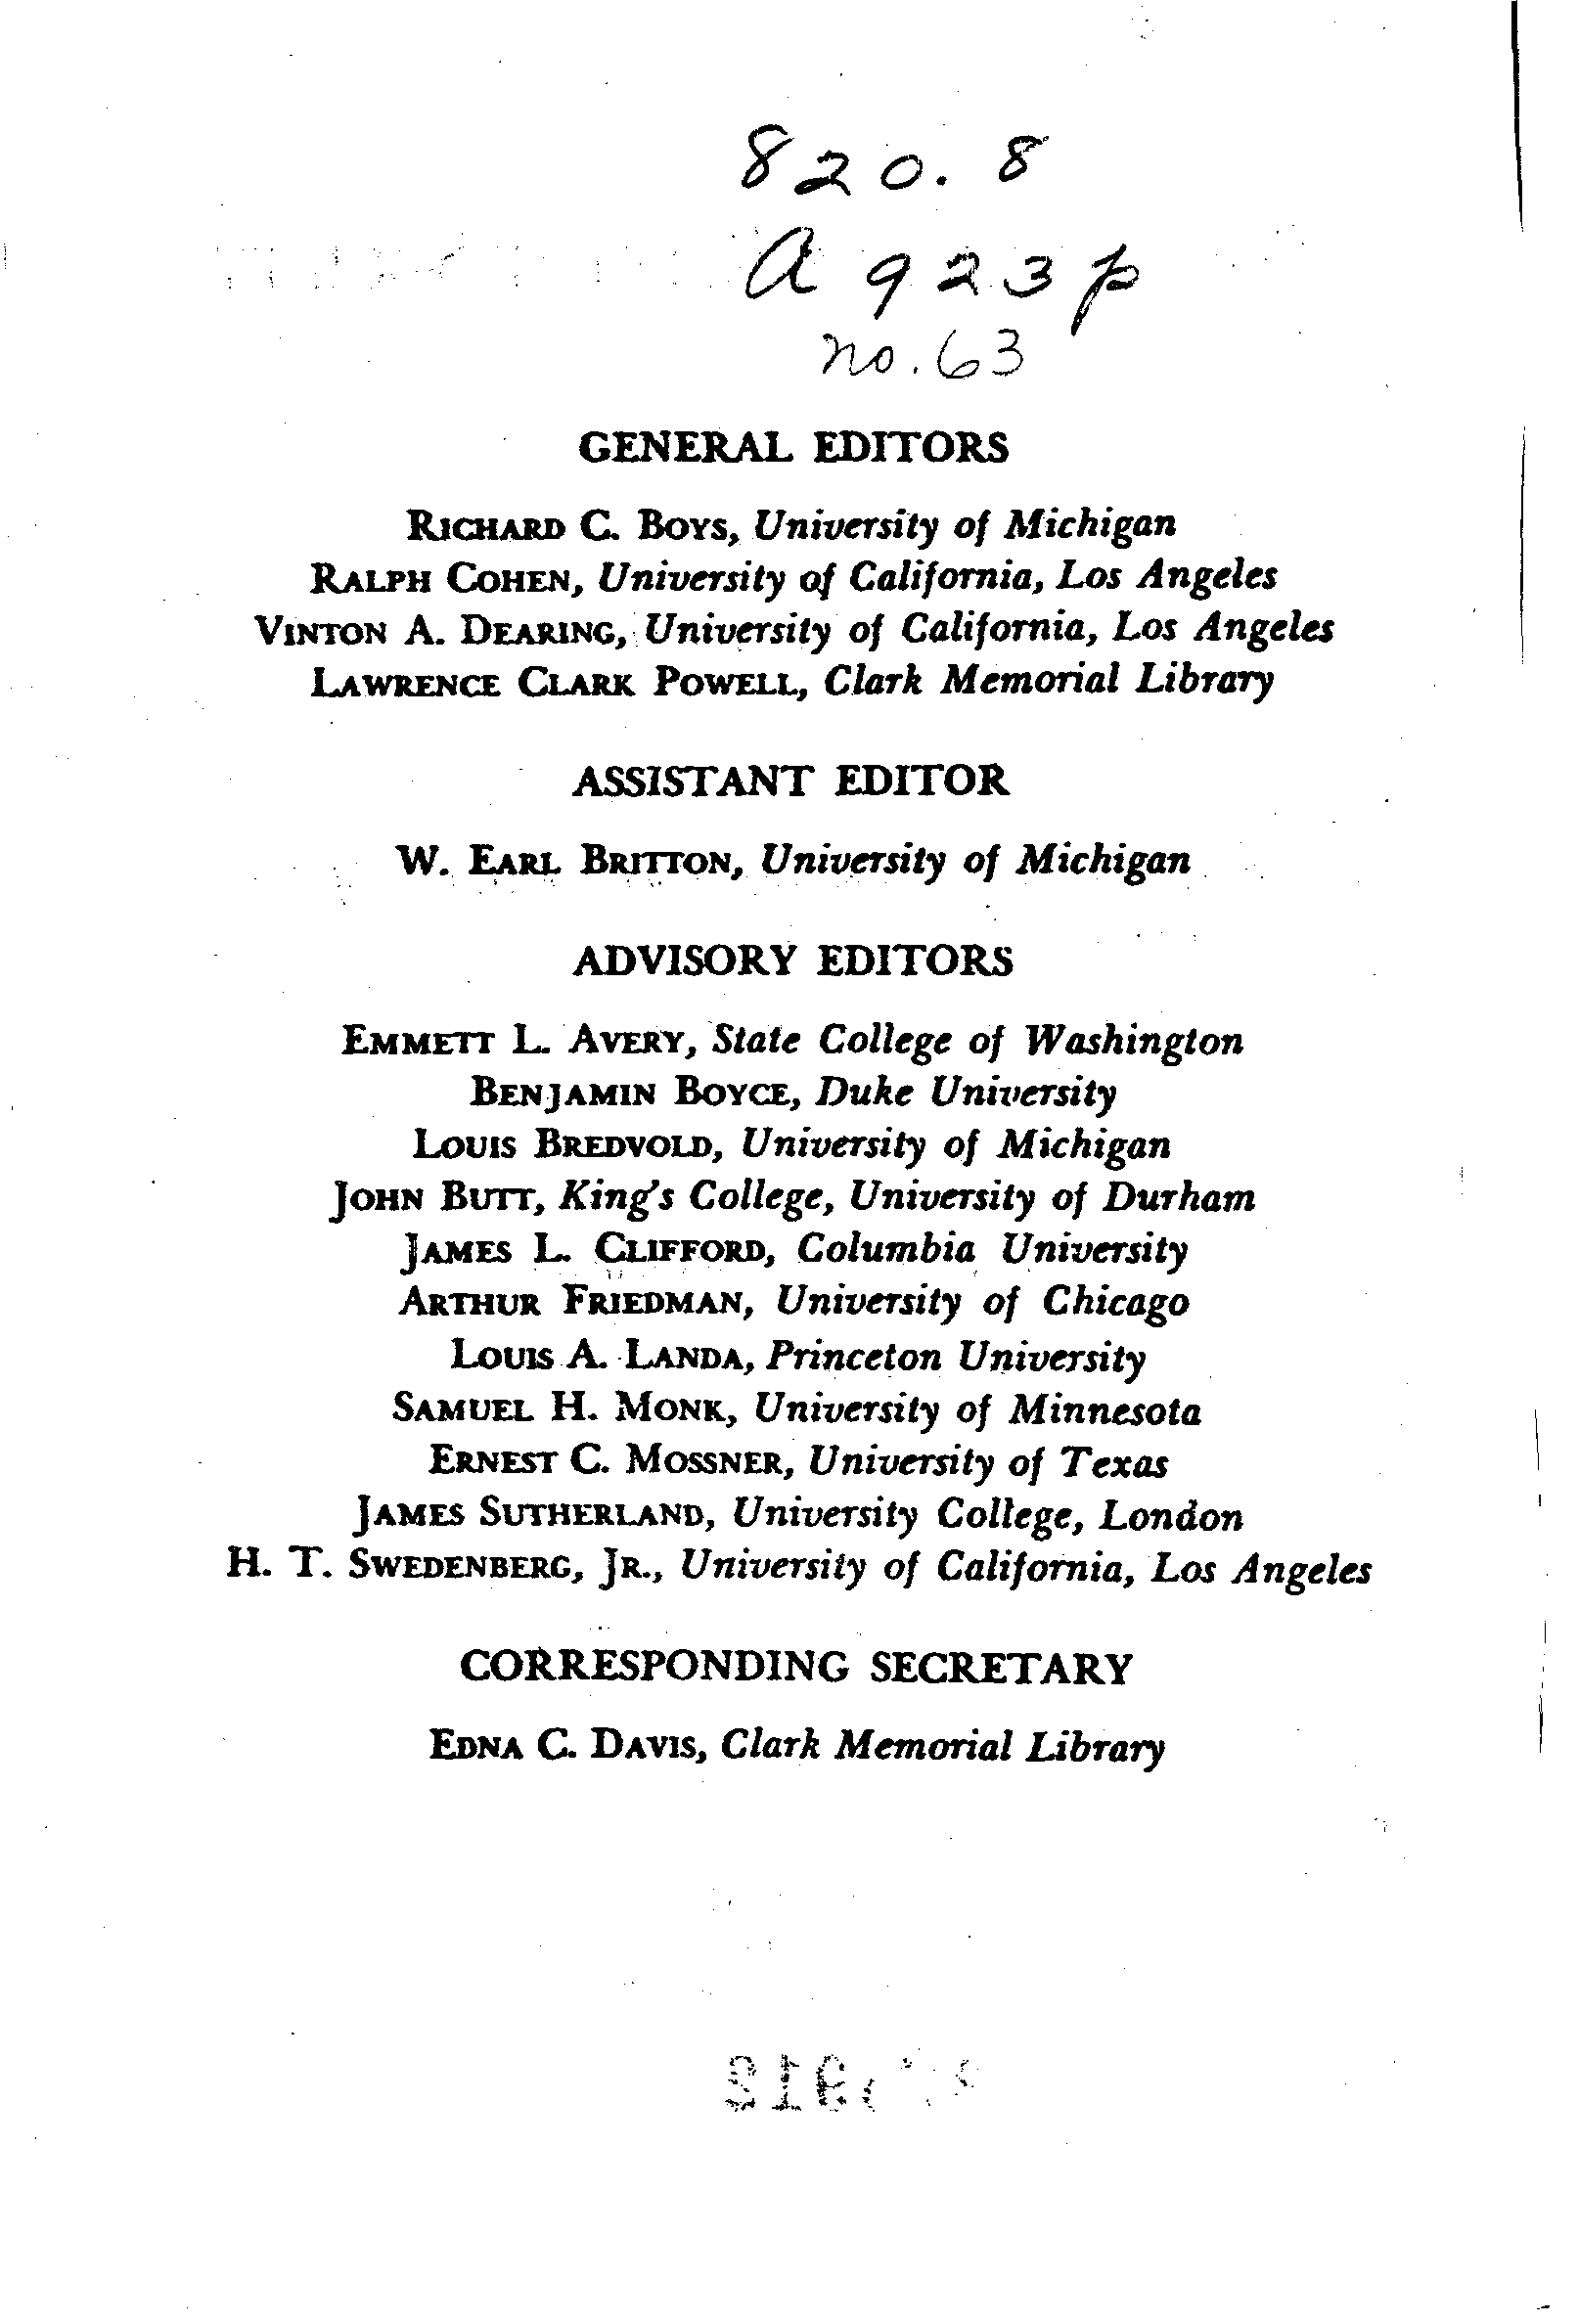 820.8
a923p
no. 63
GENERAL EDITORS
RICHARD C. BOYS, University of Michigan
RALPH COHEN, University of California, Los Angeles
VINTON A. DEARING, University of California, Los Angeles
LAWRENCE CLARK POWELL, Clark Memorial Library
ASSISTANT EDITOR
W. EARL BRITTON, University of Michigan
ADVISORY EDITORS
EMMETT L. AVERY, State College of Washington
BENJAMIN BOYCE, Duke University
LOUIS BREDVOLD, University of Michigan
JOHN BUTT, King's College, University of Durham
JAMES L. CLIFFORD, Columbia University
ARTHUR FRIEDMAN, University of Chicago
LOUIS A. LANDA, Princeton University
SAMUEL H. MONK, University of Minnesota
ERNEST C. MOSSNER, University of Texas
JAMES SUTHERLAND, University College, London
H. T. SWEDENBERG, JR., University of California, Los Angeles
CORRESPONDING SECRETARY
EDNA C. DAVIS, Clark Memorial Library